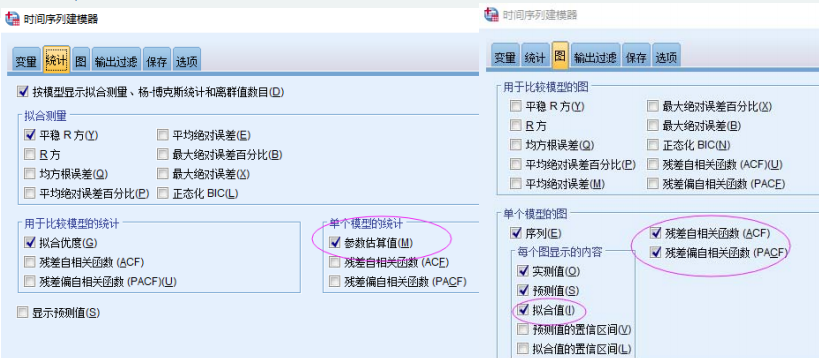 时间序列建模器
变量 统计 图 输出过滤 保存 选项
按模型显示拟合测量、杨-博克斯统计和离群值数目(D)
拟合测量
平稳 R 方(Y) 平均绝对误差(E)
R 方 最大绝对误差百分比(B)
均方根误差(Q) 最大绝对误差(X)
平均绝对误差百分比(P) 正态化 BIC(L)
用于比较模型的统计
拟合优度(G)
残差自相关函数 (ACF)
残差偏自相关函数 (PACF)(U)
单个模型的统计
参数估算值(M)
残差自相关函数 (ACF)
残差偏自相关函数 (PACF)
显示预测值(S)
时间序列建模器
变量 统计 图 输出过滤 保存 选项
用于比较模型的图
平稳 R 方 最大绝对误差百分比(X)
R 方 最大绝对误差(B)
均方根误差(Q) 正态化 BIC(N)
平均绝对误差百分比(P) 残差自相关函数 (ACF)(U)
平均绝对误差(M) 残差偏自相关函数 (PACF)
单个模型的图
序列(E) 残差自相关函数 (ACF)
每个图显示的内容 残差偏自相关函数 (PACF)
实测值(O)
预测值(S)
拟合值(I)
预测值的置信区间(V)
拟合值的置信区间(L)